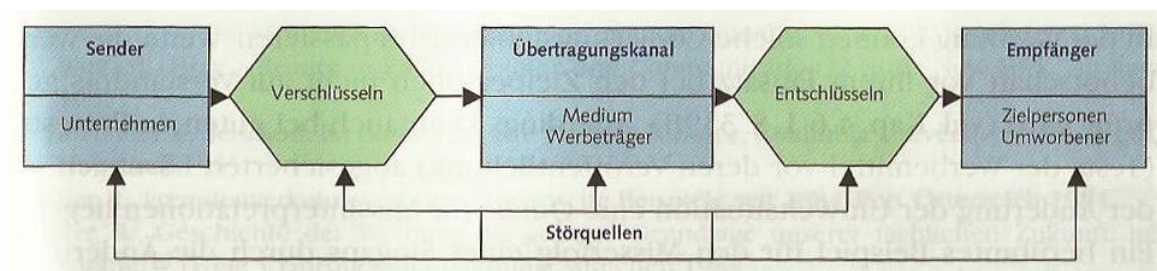 Sender
Unternehmen
Verschlüsseln
Übertragungskanal
Medium
Werbeträger
Entschlüsseln
Empfänger
Zielpersonen
Umworbener
Störquellen